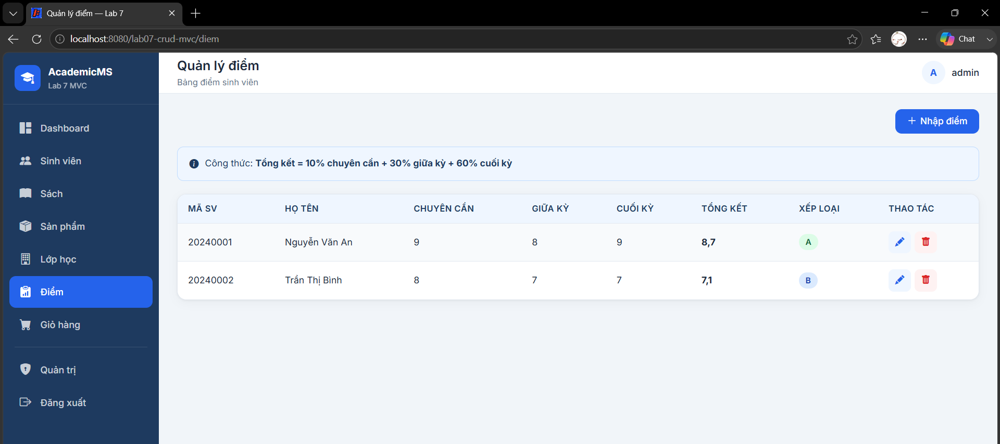 Quản lý điểm — Lab 7
localhost:8080/lab07-crud-mvc/diem
Chat
AcademicMS
Lab 7 MVC
Dashboard
Sinh viên
Sách
Sản phẩm
Lớp học
Điểm
Giỏ hàng
Quản trị
Đăng xuất
Quản lý điểm
Bảng điểm sinh viên
A admin
+ Nhập điểm
Công thức: Tổng kết = 10% chuyên cần + 30% giữa kỳ + 60% cuối kỳ
MÃ SV HỌ TÊN CHUYÊN CẦN GIỮA KỲ CUỐI KỲ TỔNG KẾT XẾP LOẠI THAO TÁC
20240001 Nguyễn Văn An 9 8 9 8,7 A
20240002 Trần Thị Bình 8 7 7 7,1 B